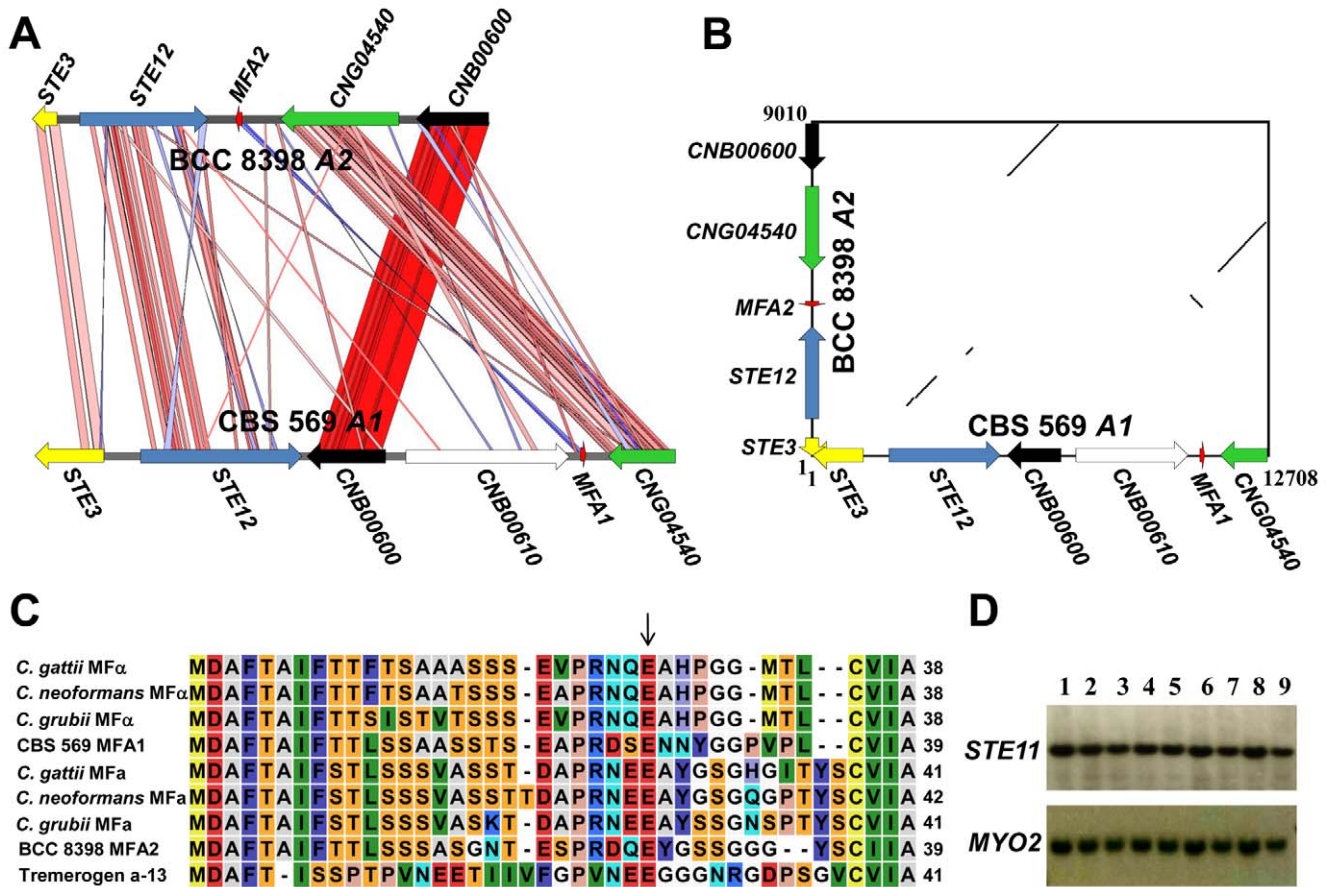 A
STE3 STE12 MFA2 CNG04540 CNB00600
BCC 8398 A2
CBS 569 A1
STE3 STE12 CNB00600 CNB00610 MFA1 CNG04540
B
9010
CNB00600
CNG04540
MFA2
STE12
STE3
BCC 8398 A2
CBS 569 A1
1
1
12708
STE3 STE12 CNB00600 CNB00610 MFA1 CNG04540
C
C. gattii MFα MDAFTAIFTTFTSAAASSS-EVPRNQEAHPGG-MTL--CVIA 38
C. neoformans MFα MDAFTAIFTTFTSAATSSS-EAPRNQEAHPGG-MTL--CVIA 38
C. grubii MFα MDAFTAIFTTSISTVTSSS-EVPRNQEAHPGG-MTL--CVIA 38
CBS 569 MFA1 MDAFTAIFTTLSSAASSTS-EAPRDSENNYGGPVPL--CVIA 39
C. gattii MFa MDAFTAIFSTLSSSVASST-DAPRNEEAYGSGHGITYSCVIA 41
C. neoformans MFa MDAFTAIFSTLSSSVASSTTDAPRNEEAYGSGQGPTYSCVIA 42
C. grubii MFa MDAFTAIFSTLSSSVASKT-DAPRNEEAYSSGNSPTYSCVIA 41
BCC 8398 MFA2 MDAFTAIFTTLSSSASGNT-ESPRDQEYGSSGGG--YSCIIA 39
Tremerogen a-13 MDAFT-ISSPTPVNEETIIVFGPVNEEGGGNRGDPSGVCVIA 41
D
1 2 3 4 5 6 7 8 9
STE11
MYO2